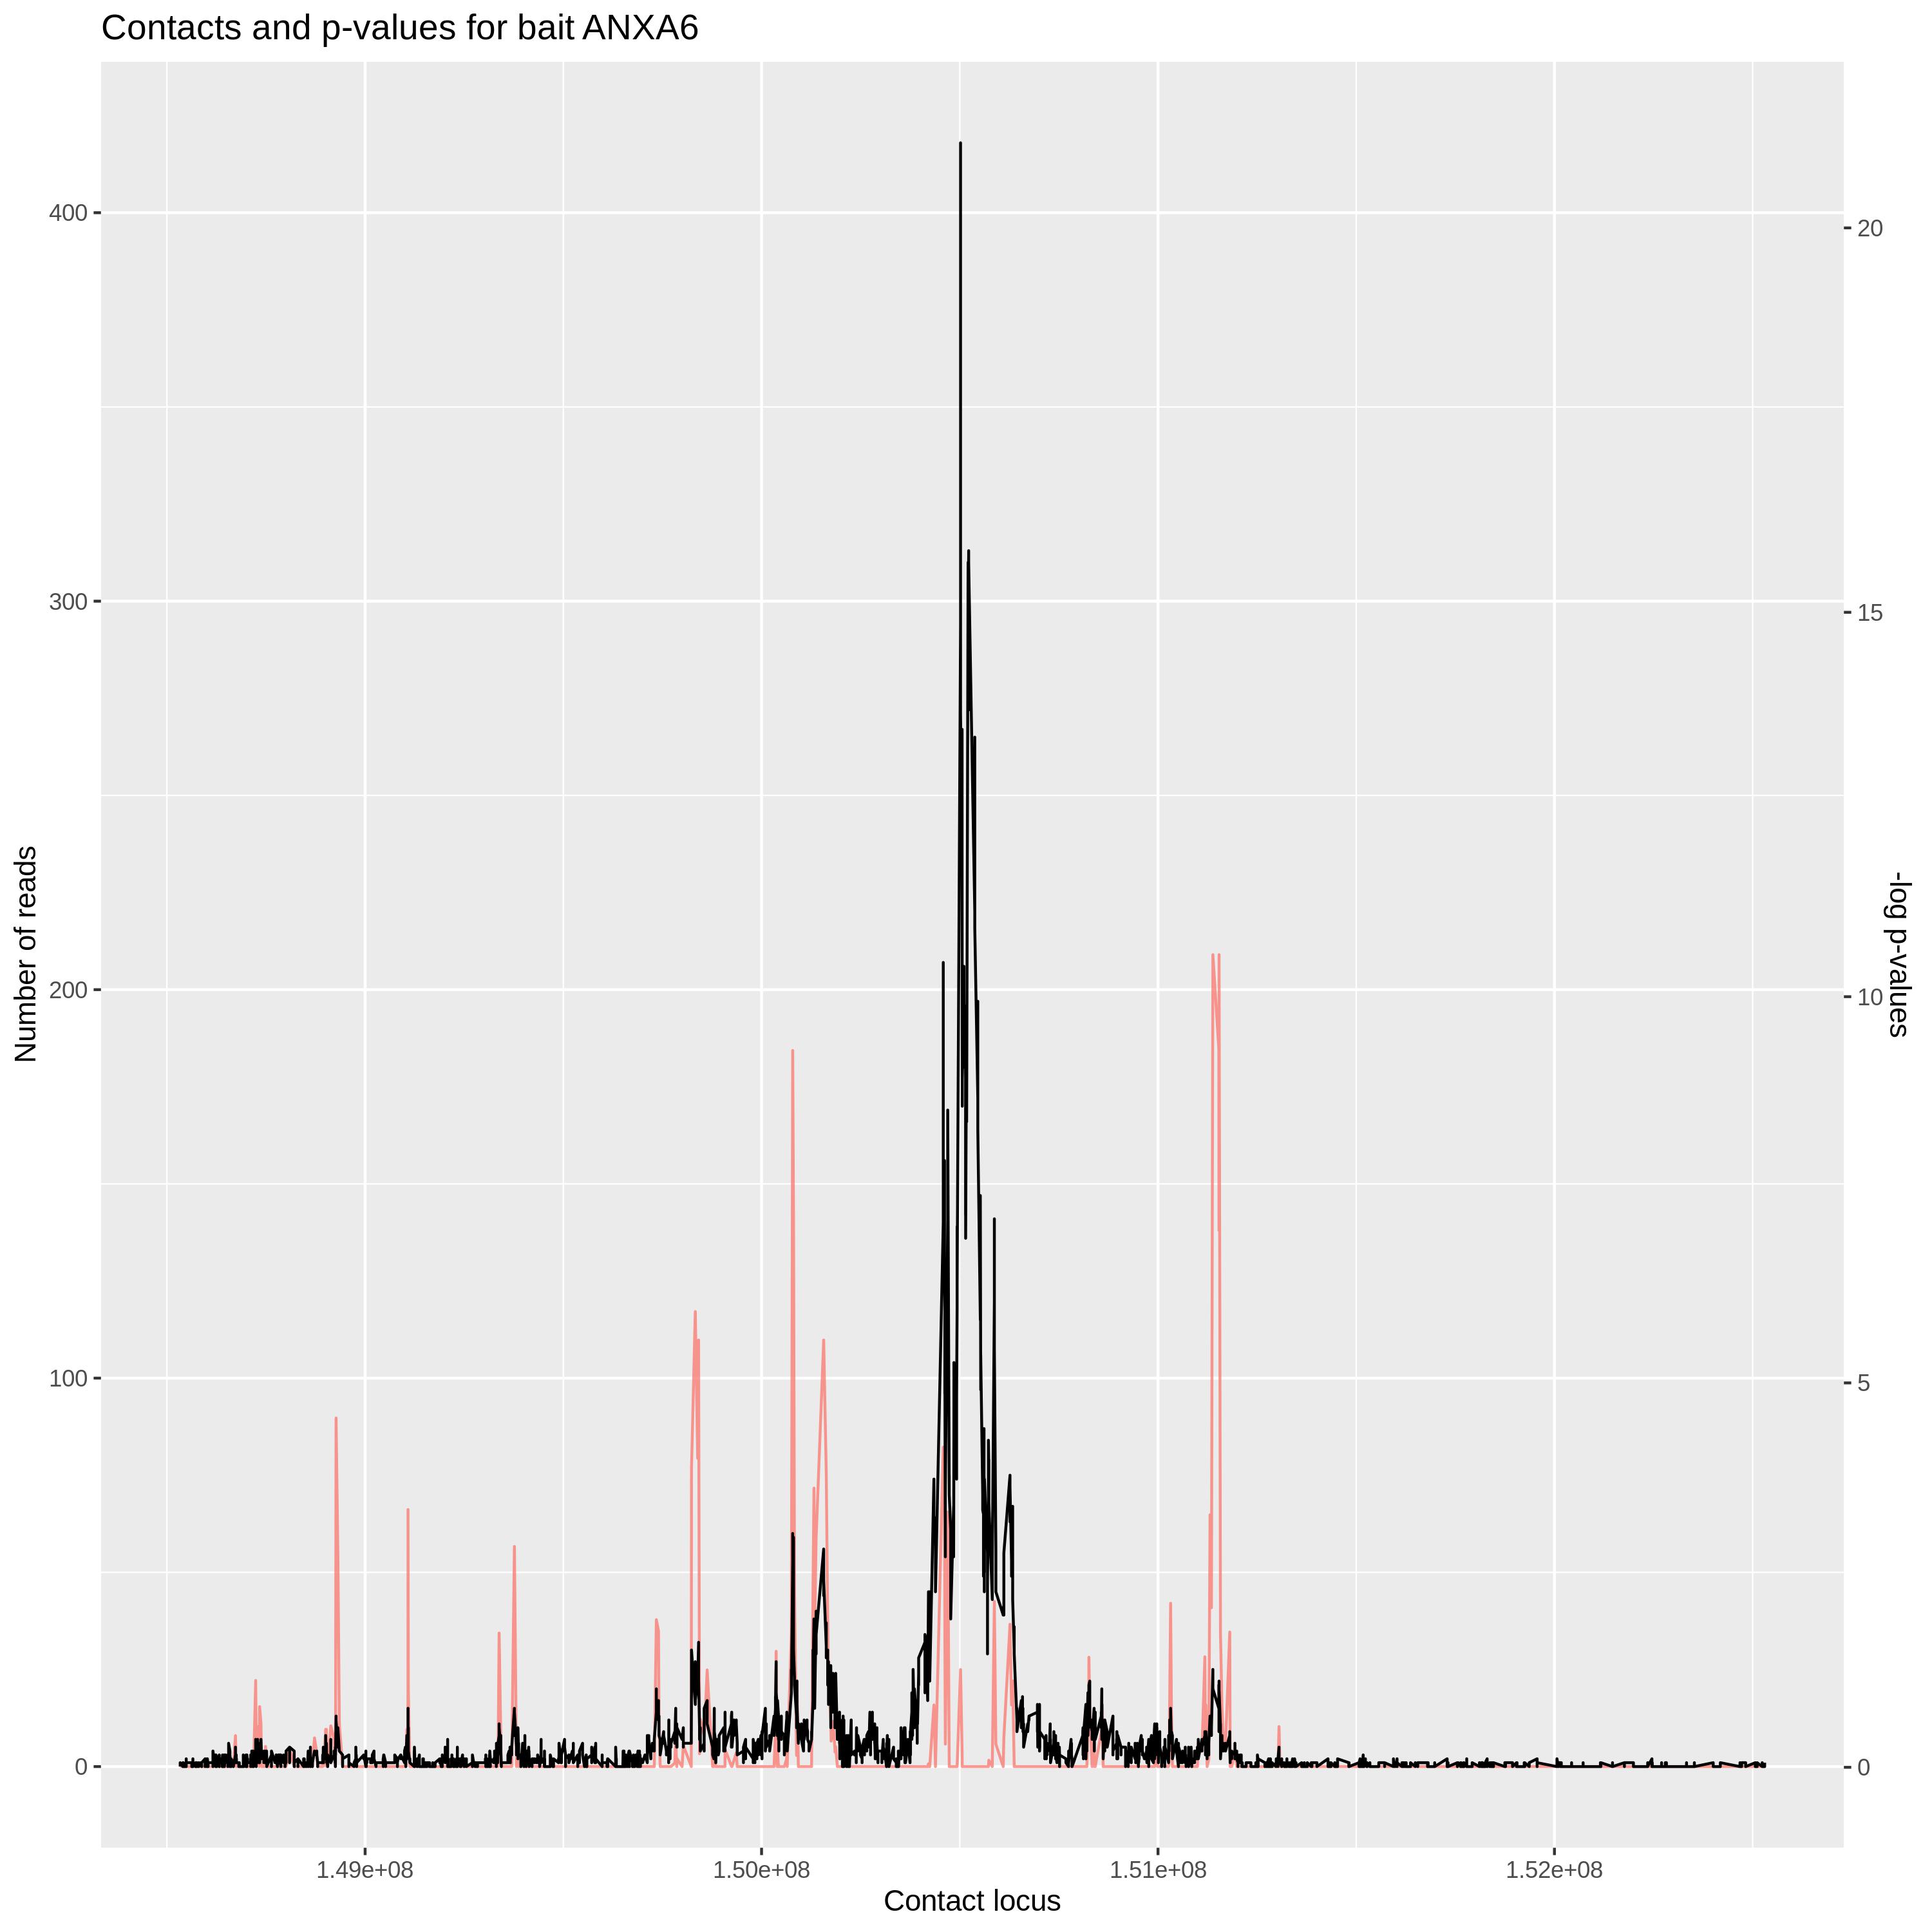 Contacts and p-values for bait ANXA6
400
300
200
100
0
Number of reads
20
15
10
5
0
-log p-values
1.49e+08
1.50e+08
1.51e+08
1.52e+08
Contact locus